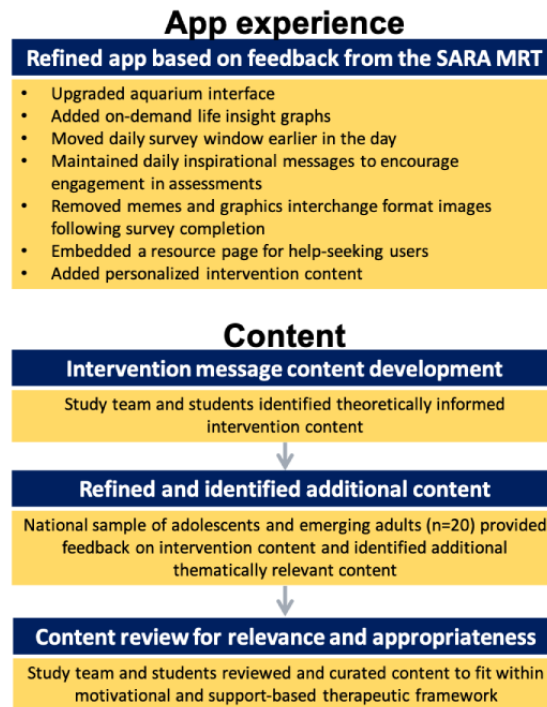 App experience
Refined app based on feedback from the SARA MRT
• Upgraded aquarium interface
• Added on-demand life insight graphs
• Moved daily survey window earlier in the day
• Maintained daily inspirational messages to encourage
engagement in assessments
• Removed memes and graphics interchange format images
following survey completion
• Embedded a resource page for help-seeking users
• Added personalized intervention content
Content
Intervention message content development
Study team and students identified theoretically informed
intervention content
Refined and identified additional content
National sample of adolescents and emerging adults (n=20) provided
feedback on intervention content and identified additional
thematically relevant content
Content review for relevance and appropriateness
Study team and students reviewed and curated content to fit within
motivational and support-based therapeutic framework